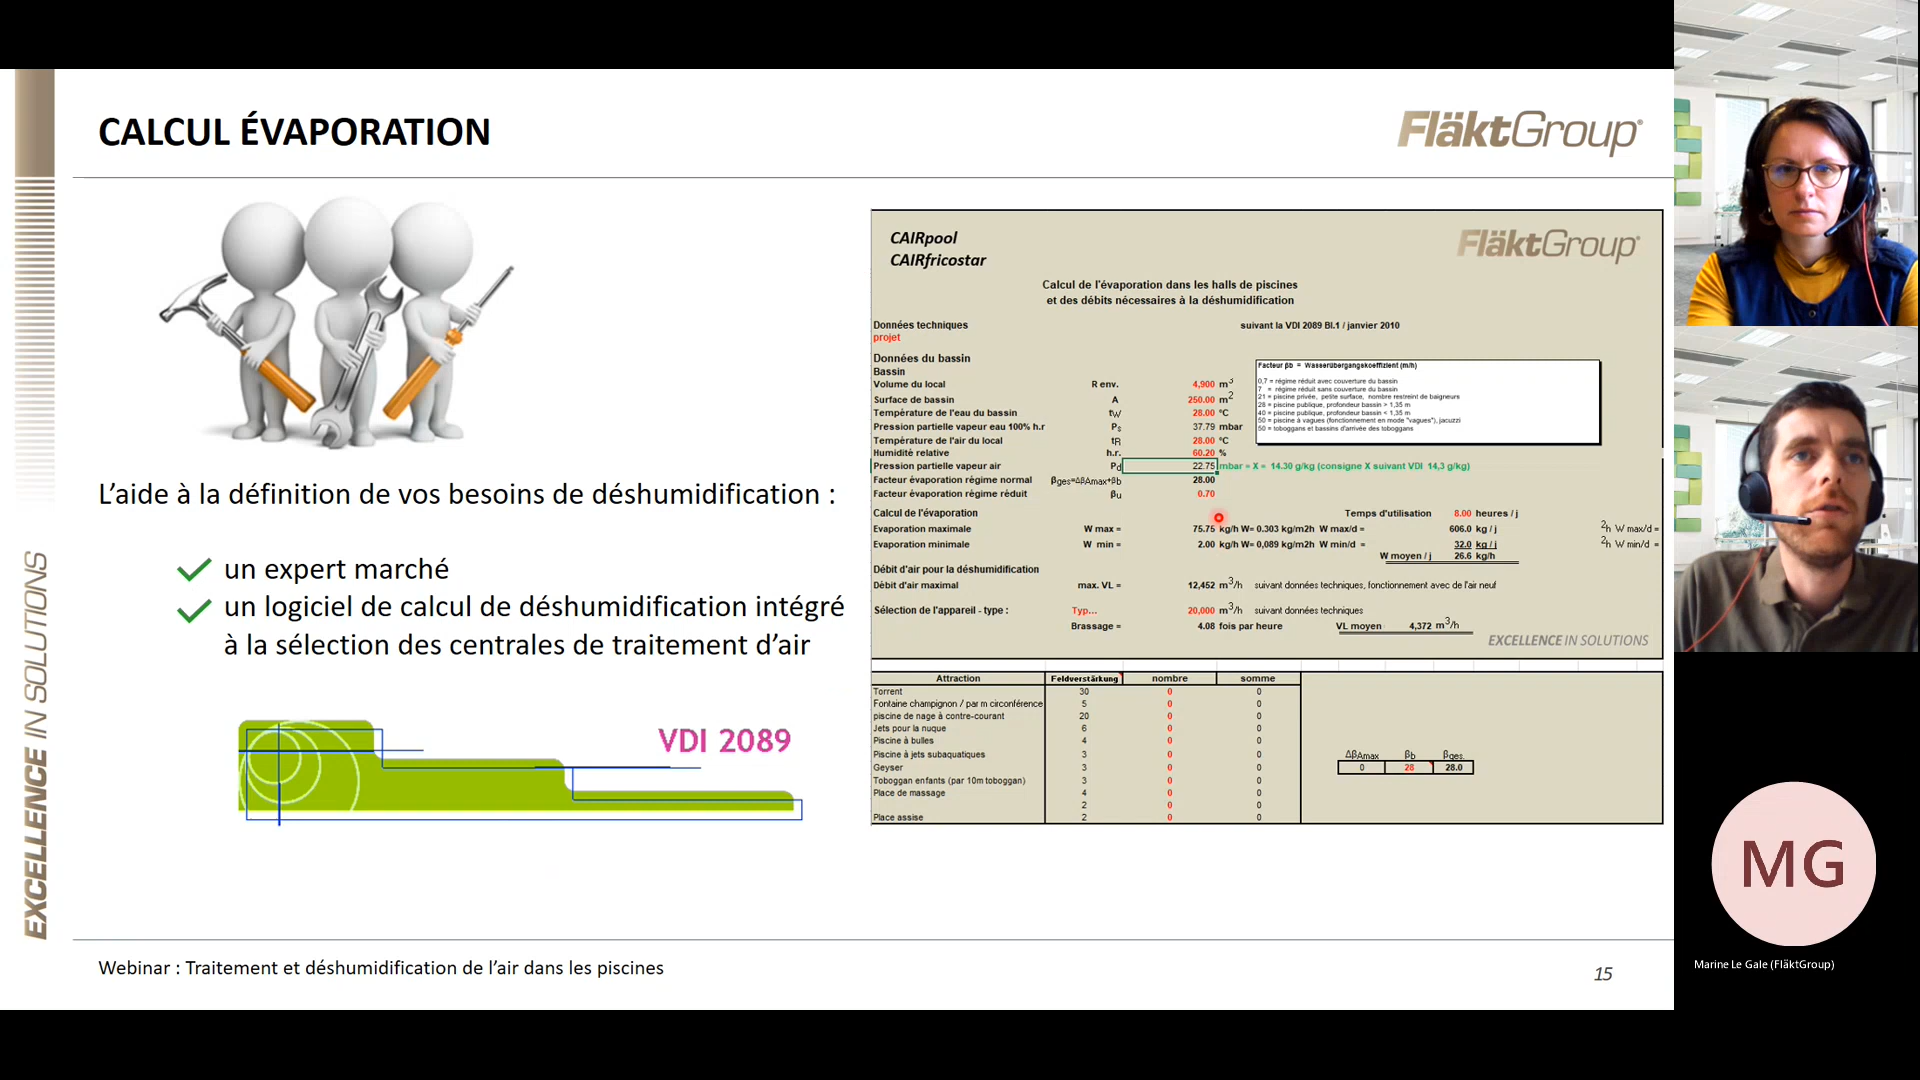 CALCUL ÉVAPORATION
FläktGroup
L’aide à la définition de vos besoins de déshumidification :
un expert marché
un logiciel de calcul de déshumidification intégré
à la sélection des centrales de traitement d’air
VDI 2089
EXCELLENCE IN SOLUTIONS
CAIRpool
CAIRfricostar
FläktGroup
Calcul de l'évaporation dans les halls de piscines
et des débits nécessaires à la déshumidification
Données techniques suivant la VDI 2089 Bl.1 / janvier 2010
projet
Données du bassin
Bassin
Volume du local R env. 4,900 m3
Surface de bassin A 250.00 m2
Température de l'eau du bassin tW 28.00 °C
Pression partielle vapeur eau 100% h.r Ps 37.79 mbar
Température de l'air du local tR 28.00 °C
Humidité relative h.r. 60.20 %
Pression partielle vapeur air Pd 22.75 mbar = X = 14.30 g/kg (consigne X suivant VDI 14,3 g/kg)
Facteur évaporation régime normal βges=ΔβAmax+βb 28.00
Facteur évaporation régime réduit βu 0.70
Facteur βb = Wasserübergangskoeffizient (m/h)
0,7 = régime réduit avec couverture du bassin
7 = régime réduit sans couverture du bassin
21 = piscine privée, petite surface, nombre restreint de baigneurs
28 = piscine publique, profondeur bassin > 1,35 m
40 = piscine publique, profondeur bassin < 1,35 m
50 = piscine à vagues (fonctionnement en mode "vagues"), jacuzzi
50 = toboggans et bassins d'arrivée des toboggans
Calcul de l'évaporation Temps d'utilisation 8.00 heures / j
Evaporation maximale W max = 75.75 kg/h W= 0.303 kg/m2h W max/d = 606.0 kg / j 2h W max/d =
Evaporation minimale W min = 2.00 kg/h W= 0,089 kg/m2h W min/d = 32.0 kg / j 2h W min/d =
W moyen / j 26.6 kg/h
Débit d'air pour la déshumidification
Débit d'air maximal max. VL = 12,452 m3/h suivant données techniques, fonctionnement avec de l'air neuf
Sélection de l'appareil - type : Typ... 20,000 m3/h suivant données techniques
Brassage = 4.08 fois par heure VL moyen 4,372 m3/h
EXCELLENCE IN SOLUTIONS
Attraction Feldverstärkung nombre somme
Torrent 30 0 0
Fontaine champignon / par m circonférence 5 0 0
piscine de nage à contre-courant 20 0 0
Jets pour la nuque 6 0 0
Piscine à bulles 4 0 0
Piscine à jets subaquatiques 3 0 0
Geyser 3 0 0
Toboggan enfants (par 10m toboggan) 3 0 0
Place de massage 4 0 0
2 0 0
Place assise 2 0 0
ΔβAmax βb βges.
0 28 28.0
Webinar : Traitement et déshumidification de l’air dans les piscines
15
MG
Marine Le Gale (FläktGroup)